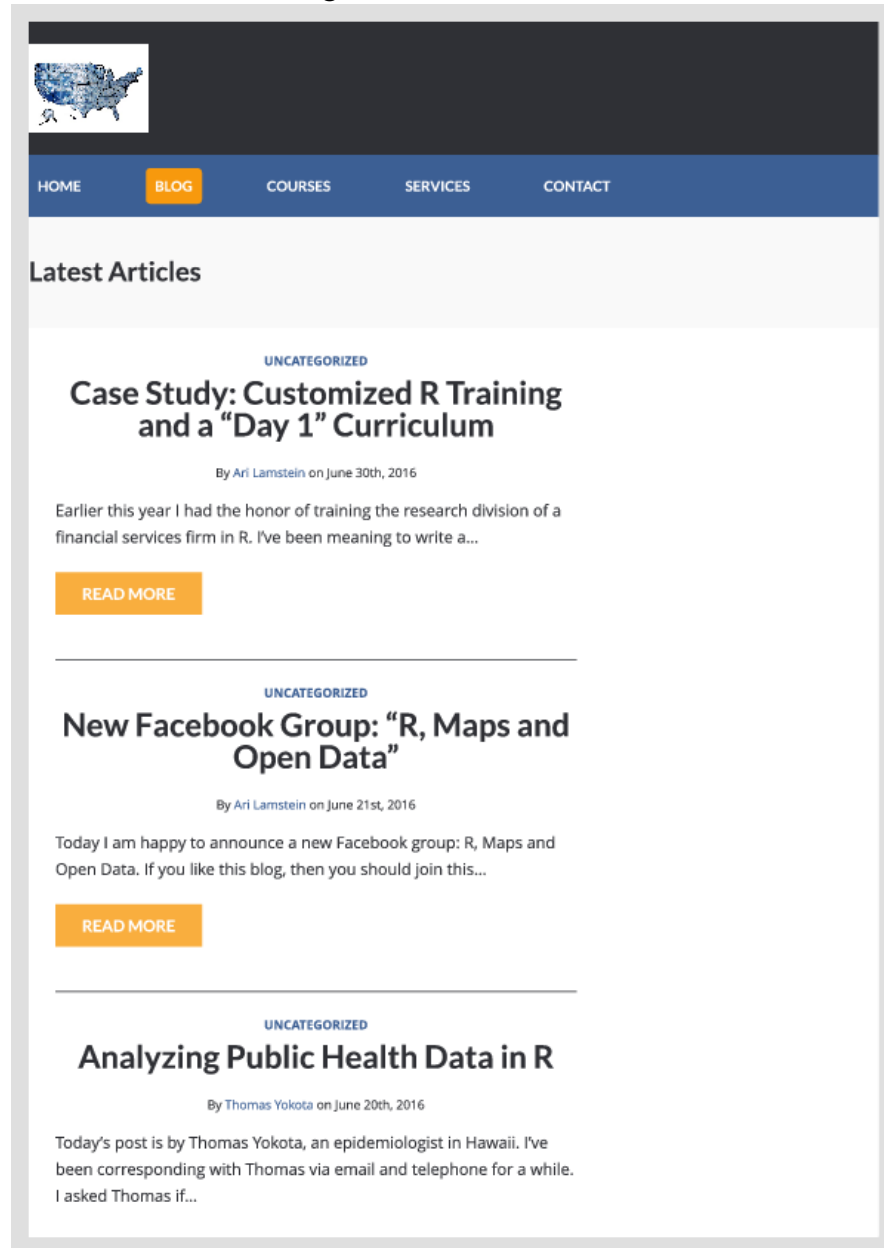 HOME BLOG COURSES SERVICES CONTACT
Latest Articles
UNCATEGORIZED
Case Study: Customized R Training
and a “Day 1” Curriculum
By Ari Lamstein on June 30th, 2016
Earlier this year I had the honor of training the research division of a
financial services firm in R. I’ve been meaning to write a...
READ MORE
UNCATEGORIZED
New Facebook Group: “R, Maps and
Open Data”
By Ari Lamstein on June 21st, 2016
Today I am happy to announce a new Facebook group: R, Maps and
Open Data. If you like this blog, then you should join this...
READ MORE
UNCATEGORIZED
Analyzing Public Health Data in R
By Thomas Yokota on June 20th, 2016
Today’s post is by Thomas Yokota, an epidemiologist in Hawaii. I’ve
been corresponding with Thomas via email and telephone for a while.
I asked Thomas if...